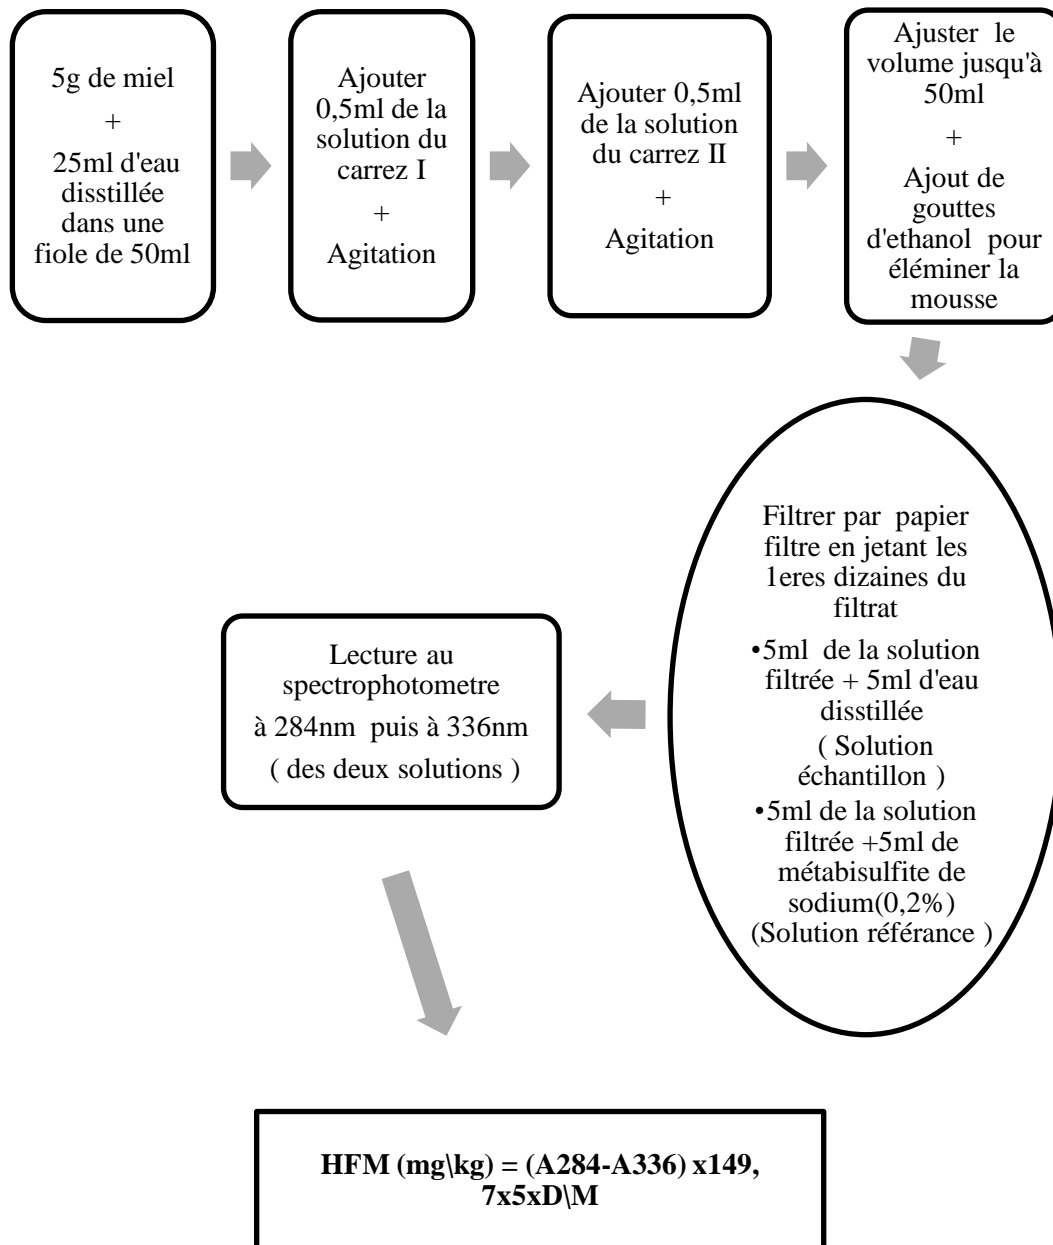 5g de miel
+
25ml d'eau
disstillée
dans une
fiole de 50ml
Ajouter
0,5ml de la
solution du
carrez I
+
Agitation
Ajouter 0,5ml
de la solution
du carrez II
+
Agitation
Ajuster le
volume jusqu'à
50ml
+
Ajout de
gouttes
d'ethanol pour
éléminer la
mousse
Filtrer par papier
filtre en jetant les
1eres dizaines du
filtrat
•5ml de la solution
filtrée + 5ml d'eau
disstillée
( Solution
échantillon )
•5ml de la solution
filtrée +5ml de
métabisulfite de
sodium(0,2%)
(Solution référance )
Lecture au
spectrophotometre
à 284nm puis à 336nm
( des deux solutions )
HFM (mg\kg) = (A284-A336) x149,
7x5xD\M